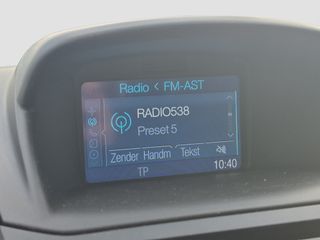 Radio < FM-AST
RADIO538
Preset 5
Zender Handm Tekst
TP 10:40